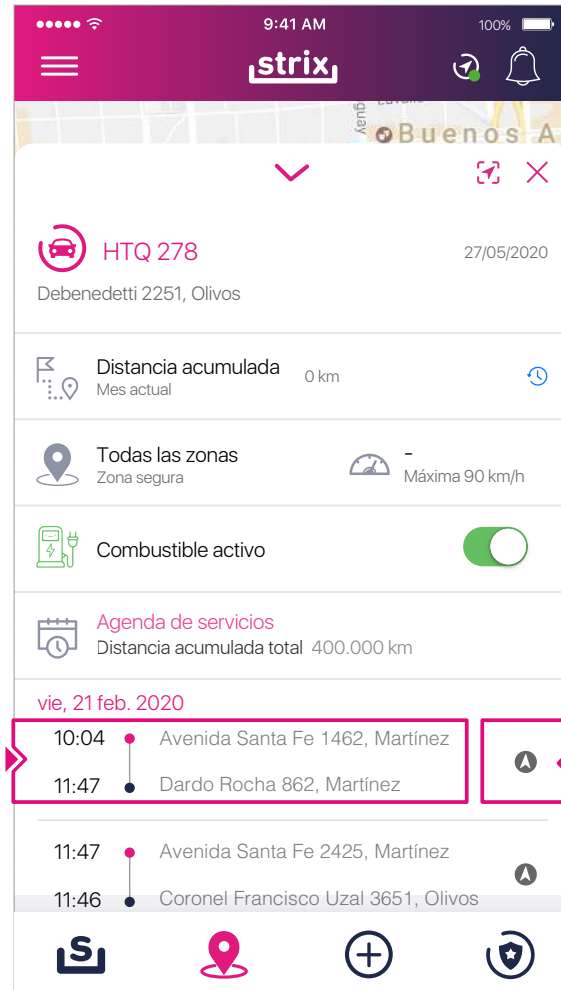 9:41 AM
100%
strix
guay
Buenos A
HTQ 278
27/05/2020
Debenedetti 2251, Olivos
Distancia acumulada
0 km
Mes actual
Todas las zonas
-
Zona segura
Máxima 90 km/h
Combustible activo
Agenda de servicios
Distancia acumulada total 400.000 km
vie, 21 feb. 2020
10:04 Avenida Santa Fe 1462, Martínez
11:47 Dardo Rocha 862, Martínez
11:47 Avenida Santa Fe 2425, Martínez
11:46 Coronel Francisco Uzal 3651, Olivos
S